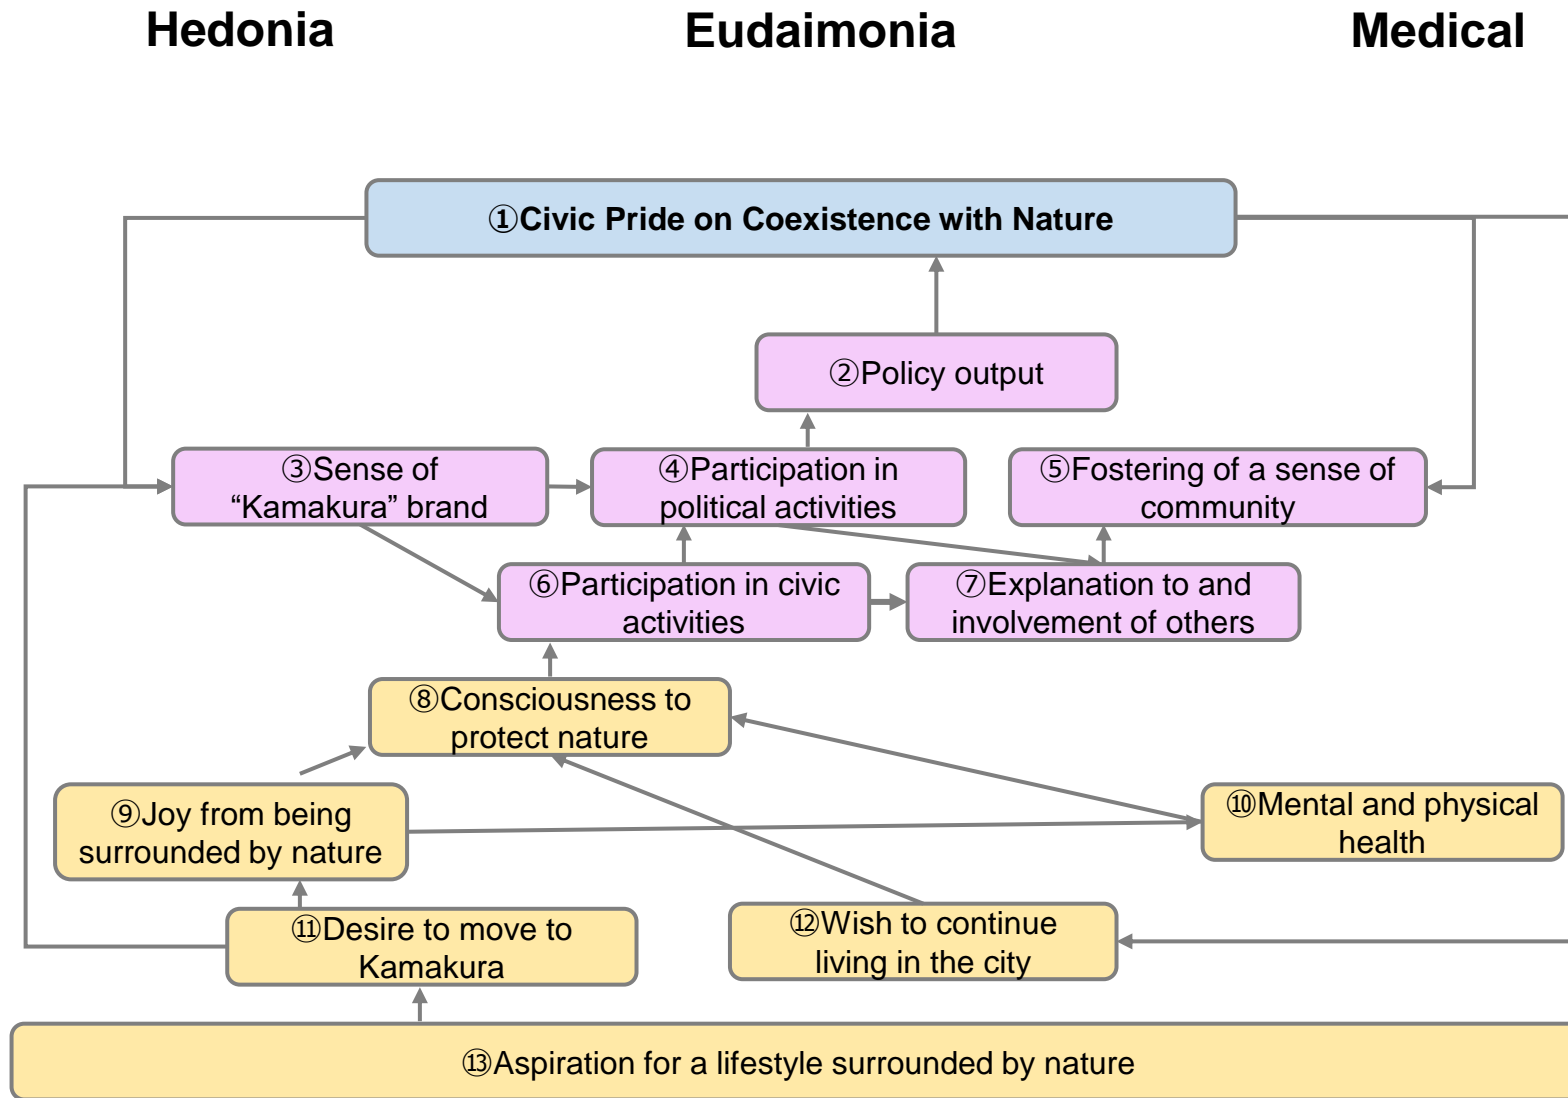 Hedonia
Eudaimonia
Medical
①Civic Pride on Coexistence with Nature
②Policy output
③Sense of
“Kamakura” brand
④Participation in
political activities
⑤Fostering of a sense of
community
⑥Participation in civic
activities
⑦Explanation to and
involvement of others
⑧Consciousness to
protect nature
⑨Joy from being
surrounded by nature
⑩Mental and physical
health
⑪Desire to move to
Kamakura
⑫Wish to continue
living in the city
⑬Aspiration for a lifestyle surrounded by nature